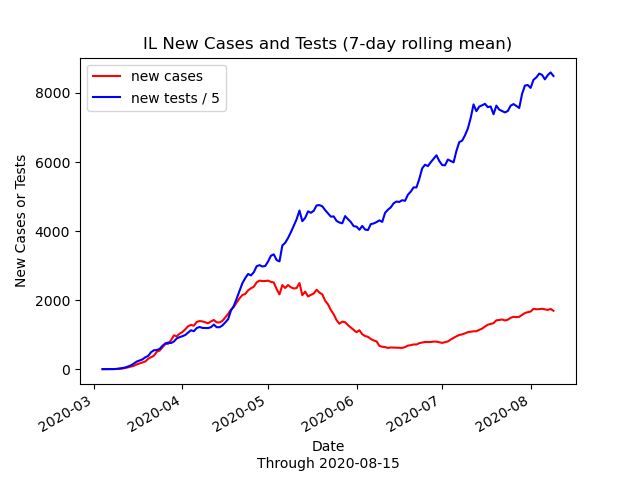 IL New Cases and Tests (7-day rolling mean)
new cases
new tests / 5
New Cases or Tests
8000
6000
4000
2000
0
2020-03
2020-04
2020-05
2020-06
2020-07
2020-08
Date
Through 2020-08-15